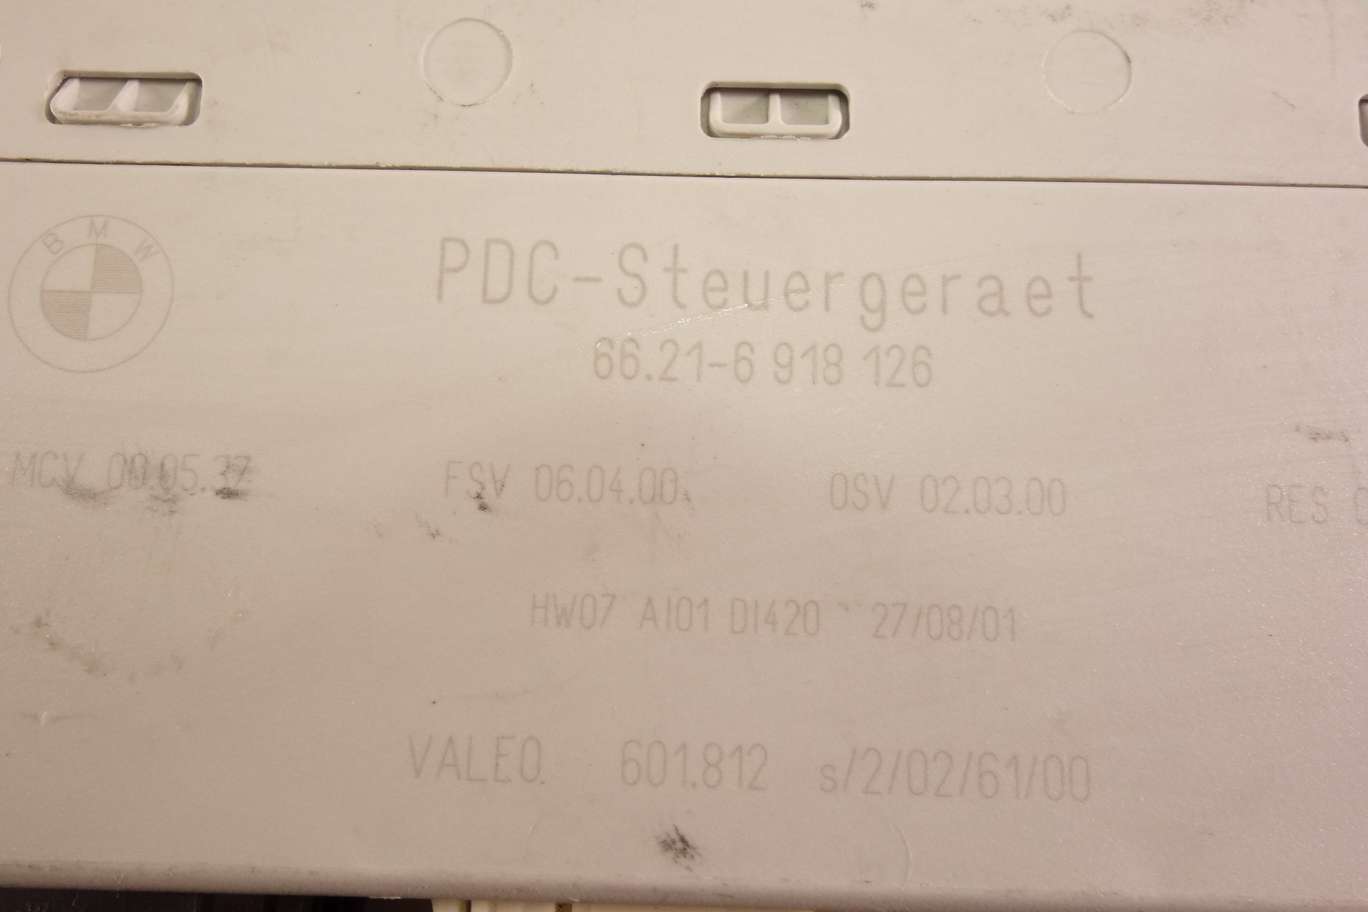 BMW
PDC-Steuergeraet
66.21-6 918 126
MCV 00.05.27 FSV 06.04.00 OSV 02.03.00 RES
HW07 AI01 DI420 27/08/01
VALEO 601.812 s/2/02/61/00